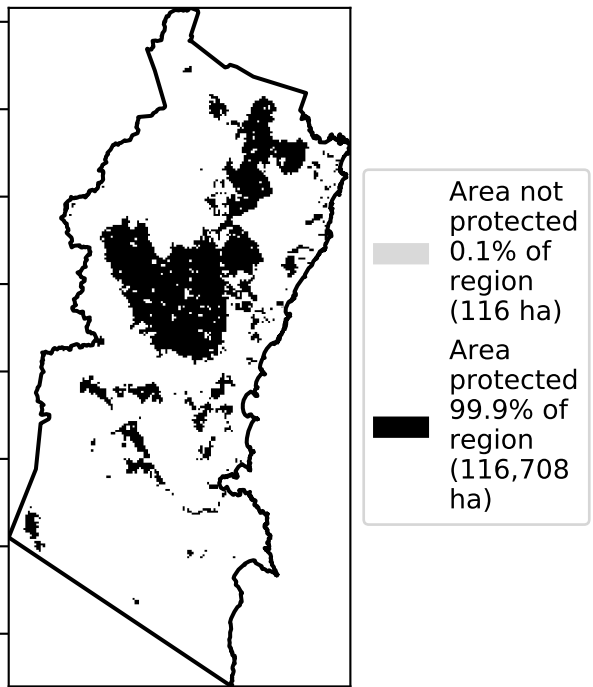 Area not
protected
0.1% of
region
(116 ha)
Area
protected
99.9% of
region
(116,708
ha)